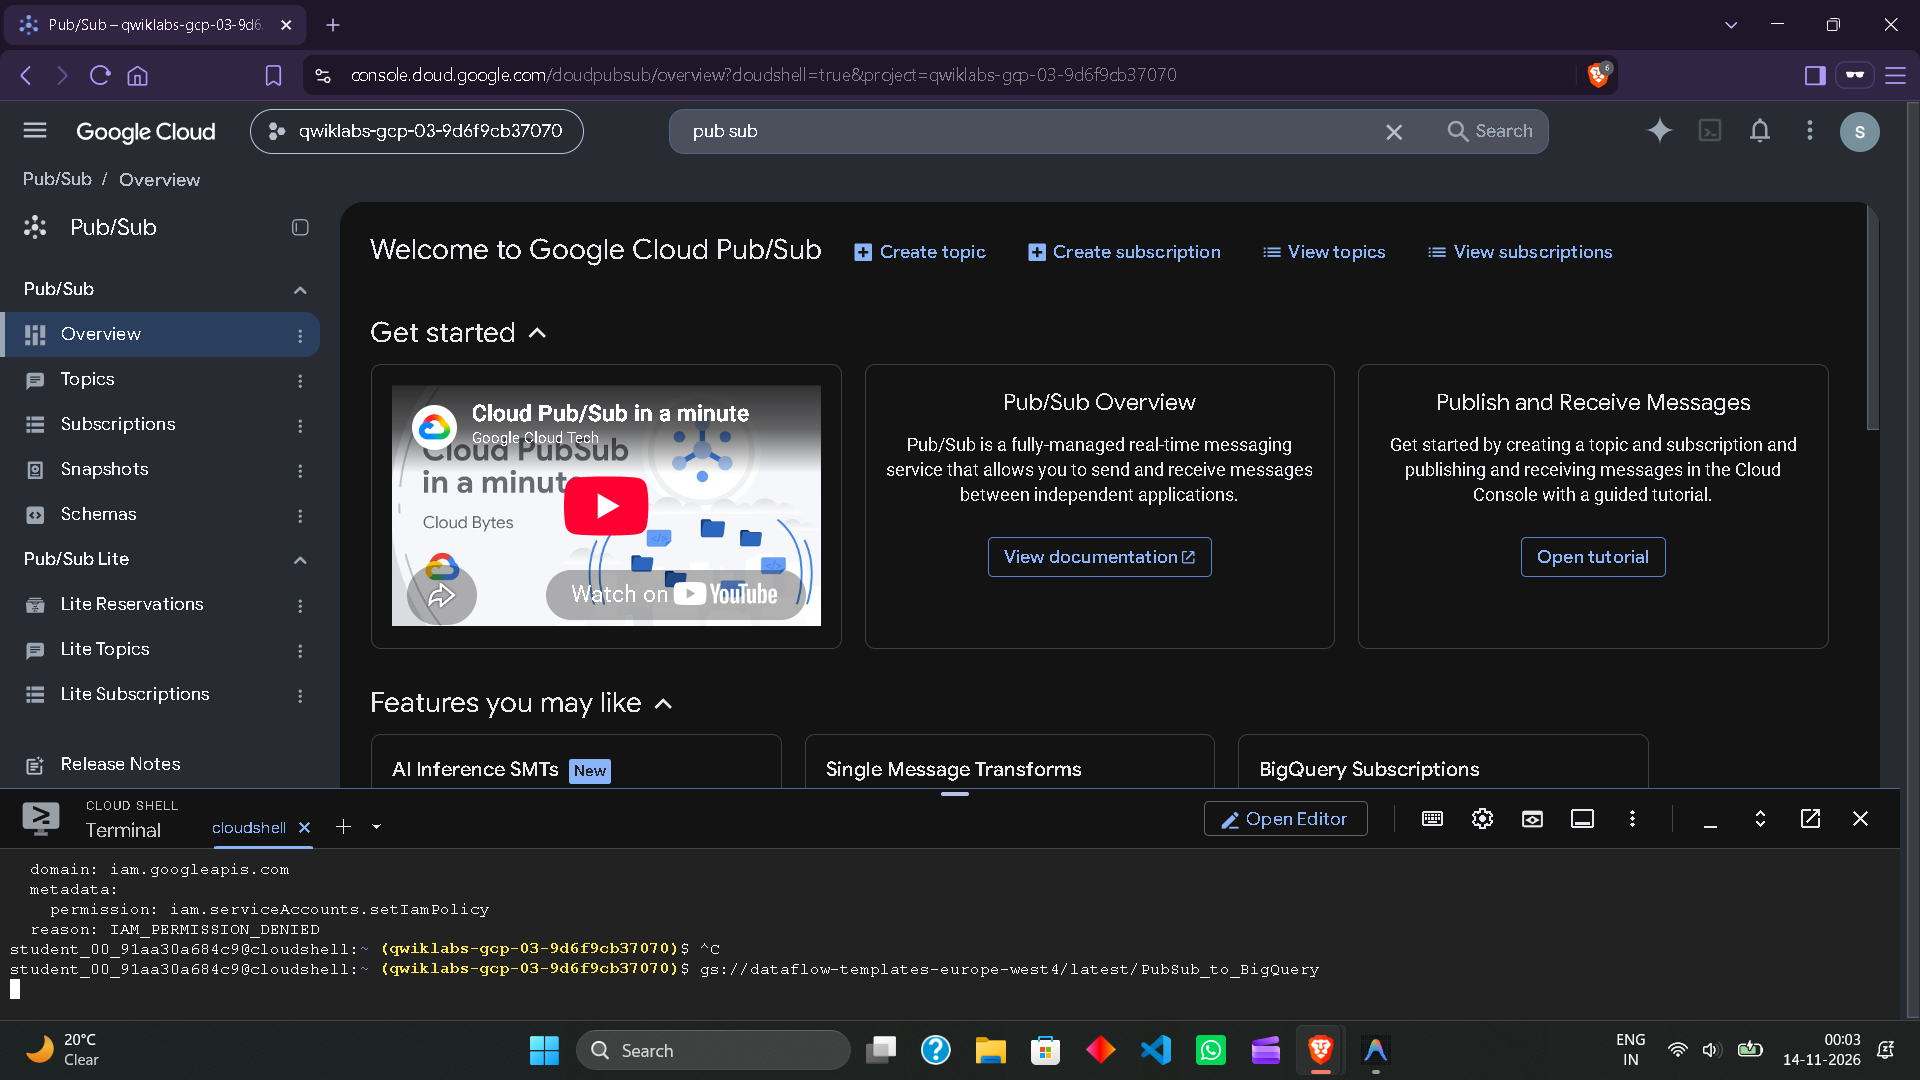 Pub/Sub – qwiklabs-gcp-03-9d6
console.cloud.google.com/cloudpubsub/overview?cloudshell=true&project=qwiklabs-gcp-03-9d6f9cb37070
6
Google Cloud
qwiklabs-gcp-03-9d6f9cb37070
pub sub
Search
S
Pub/Sub / Overview
Pub/Sub
Pub/Sub
Overview
Topics
Subscriptions
Snapshots
Schemas
Pub/Sub Lite
Lite Reservations
Lite Topics
Lite Subscriptions
Release Notes
Welcome to Google Cloud Pub/Sub
Create topic
Create subscription
View topics
View subscriptions
Get started
Cloud Pub/Sub in a minute
Google Cloud Tech
Cloud PubSub
in a minute
Cloud Bytes
Watch on YouTube
Pub/Sub Overview
Pub/Sub is a fully-managed real-time messaging
service that allows you to send and receive messages
between independent applications.
View documentation
Publish and Receive Messages
Get started by creating a topic and subscription and
publishing and receiving messages in the Cloud
Console with a guided tutorial.
Open tutorial
Features you may like
AI Inference SMTs New
Single Message Transforms
BigQuery Subscriptions
CLOUD SHELL
Terminal
cloudshell
Open Editor
domain: iam.googleapis.com
metadata:
permission: iam.serviceAccounts.setIamPolicy
reason: IAM_PERMISSION_DENIED
student_00_91aa30a684c9@cloudshell:~ (qwiklabs-gcp-03-9d6f9cb37070)$ ^C
student_00_91aa30a684c9@cloudshell:~ (qwiklabs-gcp-03-9d6f9cb37070)$ gs://dataflow-templates-europe-west4/latest/PubSub_to_BigQuery
20°C
Clear
Search
ENG
IN
00:03
14-11-2026